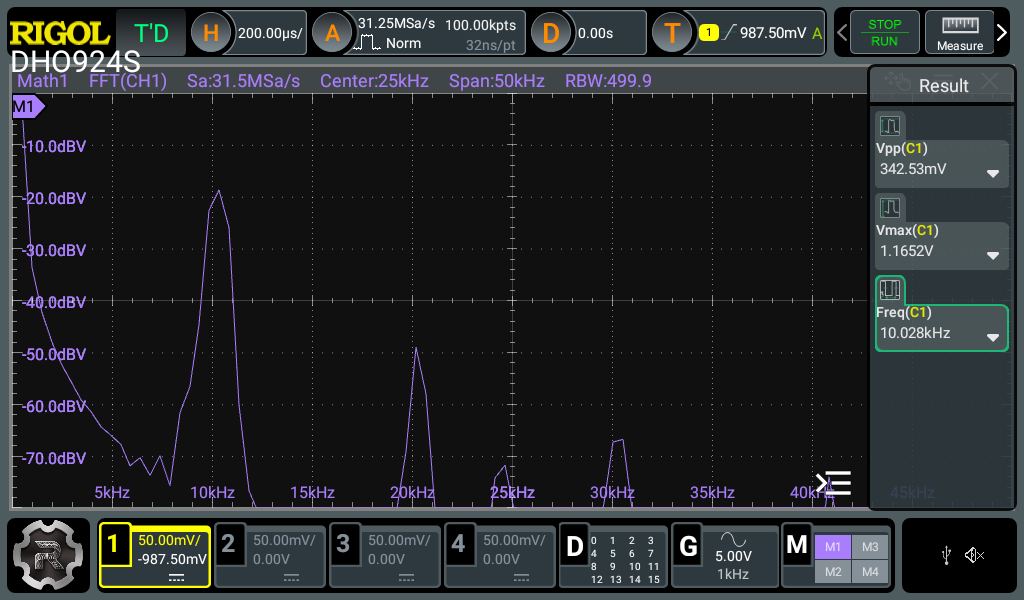 RIGOL T'D H 200.00µs/ A 31.25MSa/s 100.00kpts D 0.00s T 1 987.50mV A STOP
Norm 32ns/pt RUN Measure
DHO924S
Math1 FFT(CH1) Sa:31.5MSa/s Center:25kHz Span:50kHz RBW:499.9
Result
M1
-10.0dBV
-20.0dBV
-30.0dBV
-40.0dBV
-50.0dBV
-60.0dBV
-70.0dBV
5kHz 10kHz 15kHz 20kHz 25kHz 30kHz 35kHz 40kHz 45kHz
Vpp(C1)
342.53mV
Vmax(C1)
1.1652V
Freq(C1)
10.028kHz
1 50.00mV/
-987.50mV
2 50.00mV/
0.00V
3 50.00mV/
0.00V
4 50.00mV/
0.00V
D 0 1 2 3
4 5 6 7
8 9 10 11
12 13 14 15
G 5.00V
1kHz
M M1 M3
M2 M4